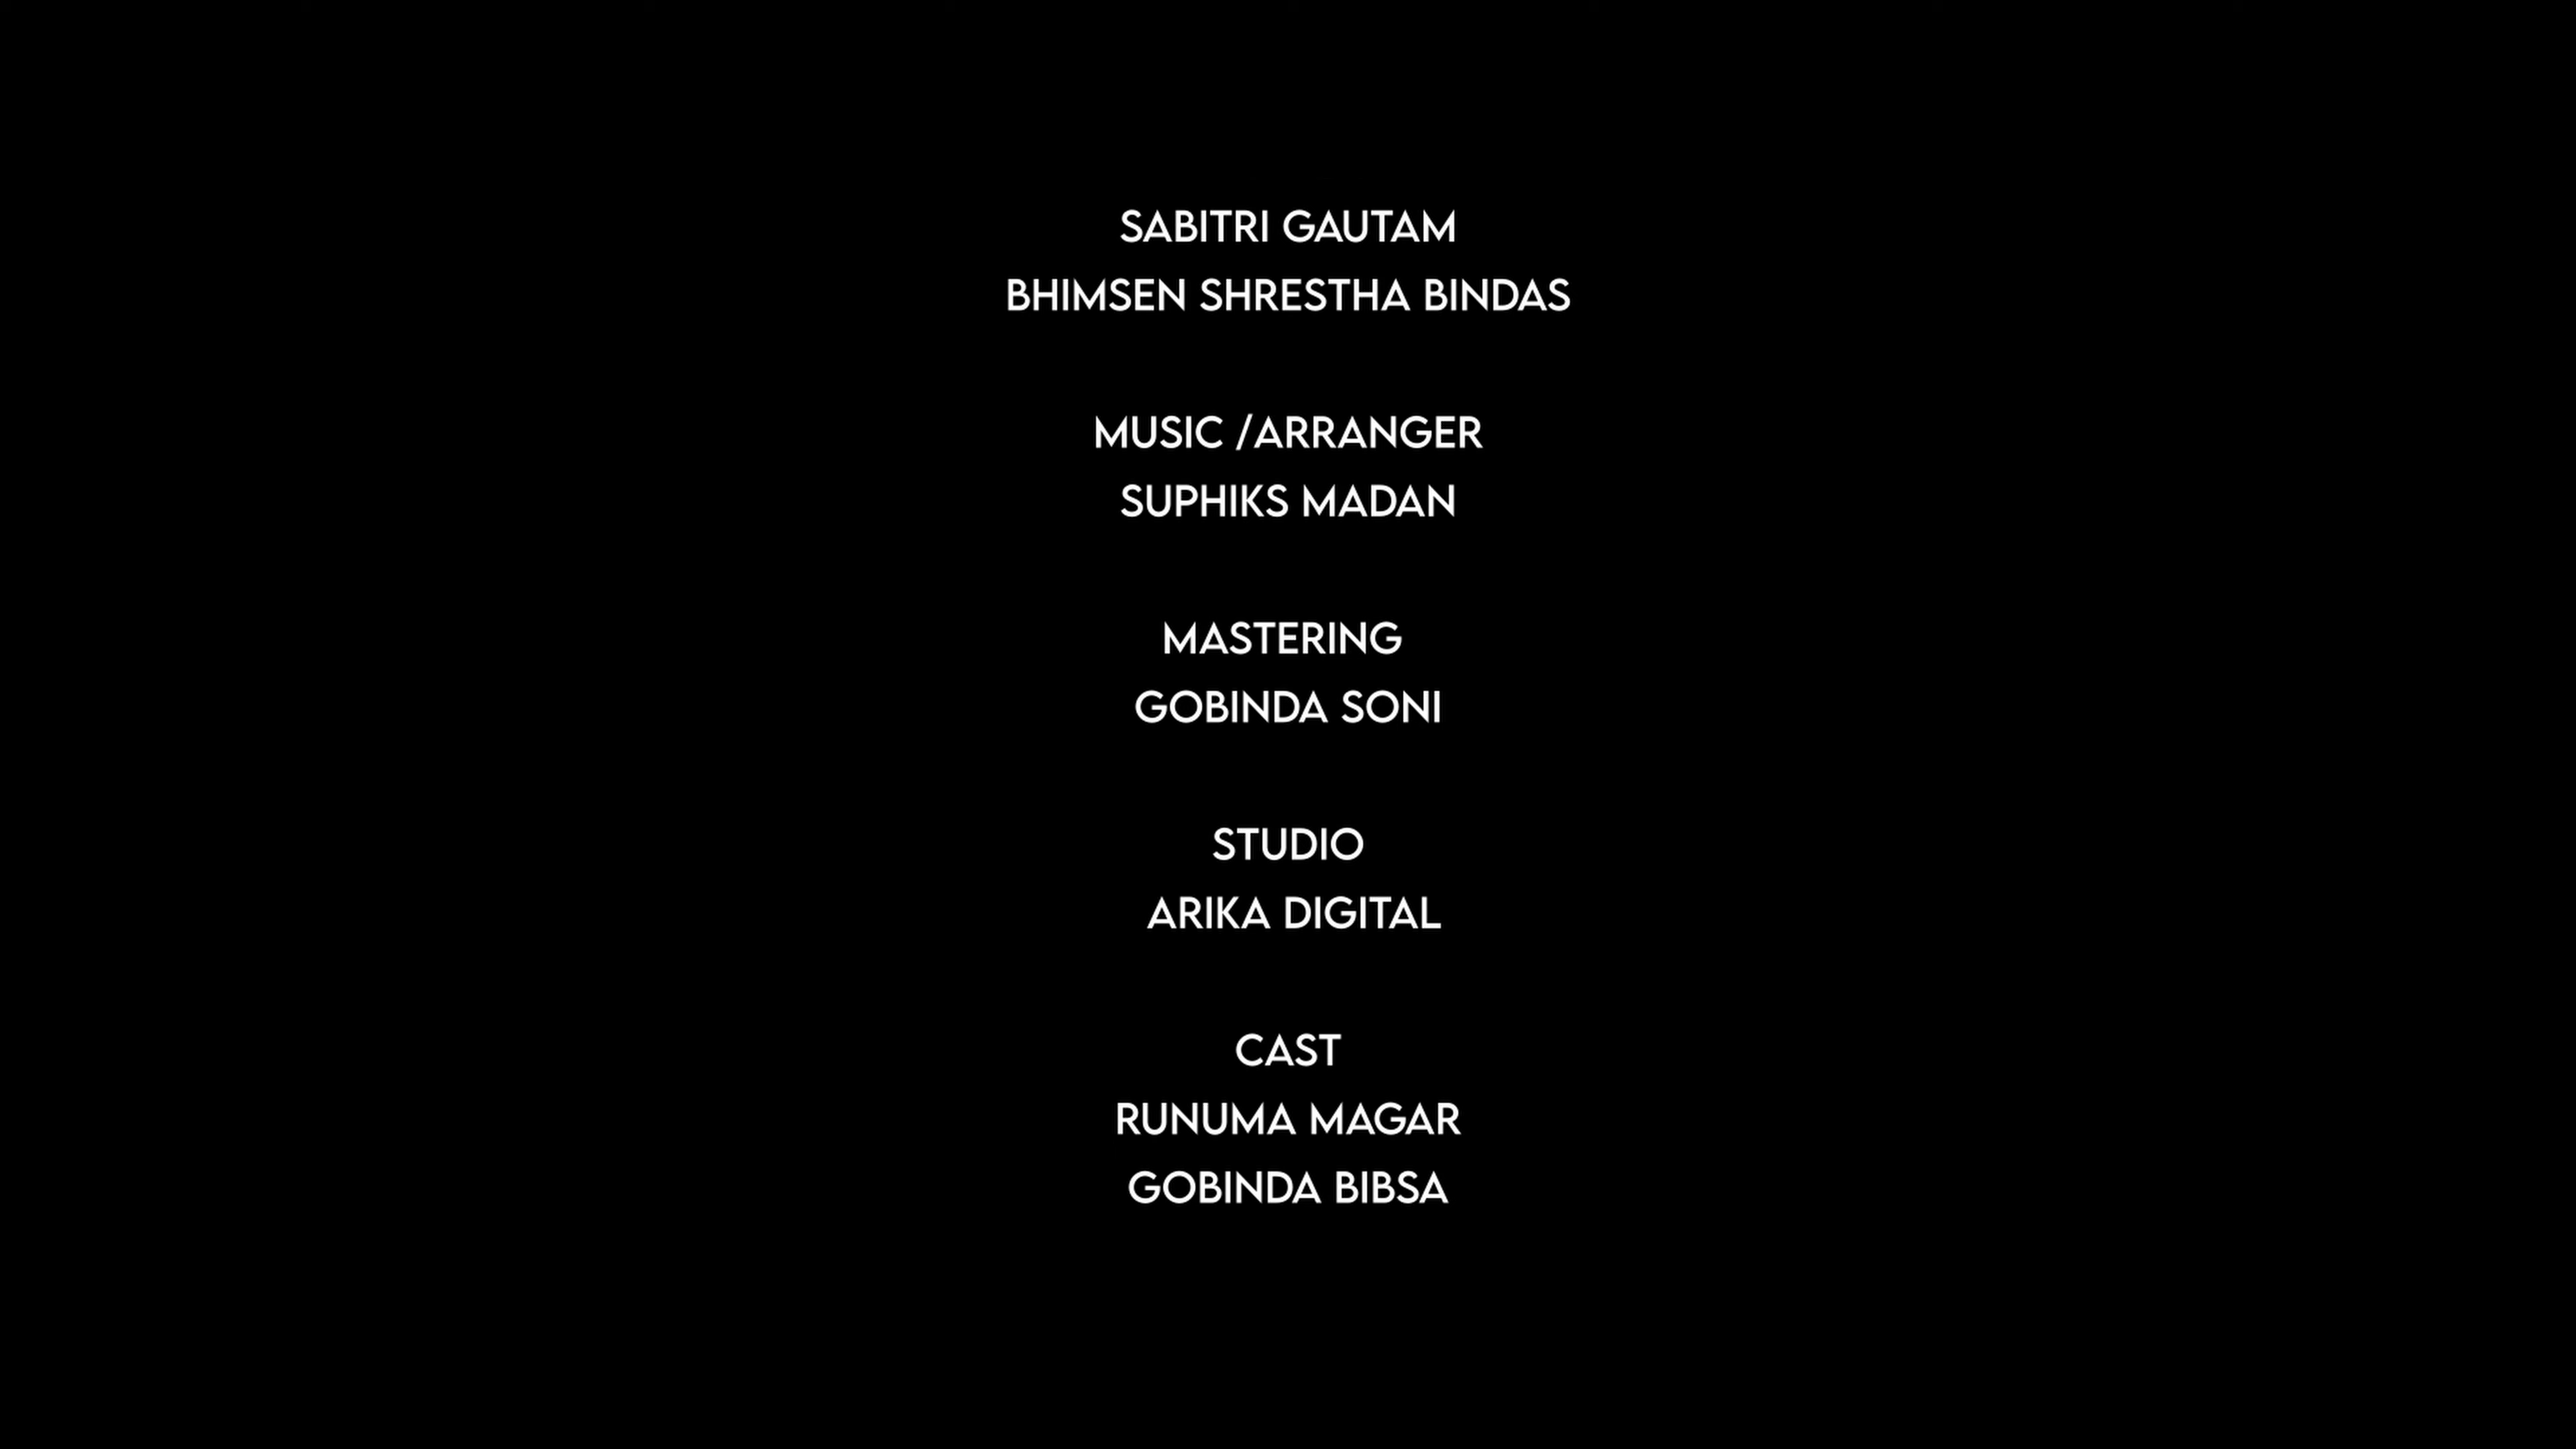 SABITRI GAUTAM
BHIMSEN SHRESTHA BINDAS
MUSIC /ARRANGER
SUPHIKS MADAN
MASTERING
GOBINDA SONI
STUDIO
ARIKA DIGITAL
CAST
RUNUMA MAGAR
GOBINDA BIBSA